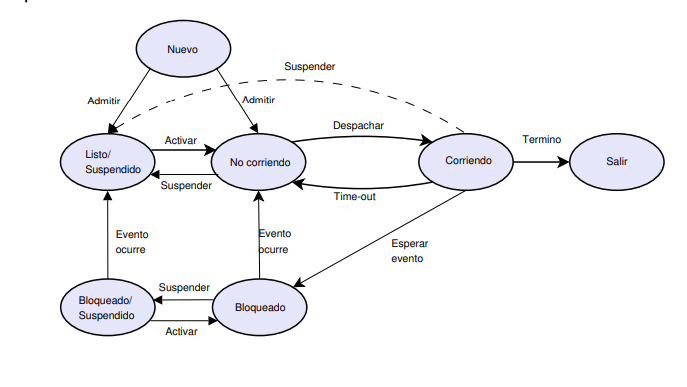 Nuevo
Suspender
Admitir
Admitir
Despachar
Activar
Termino
Listo/
Suspendido
No corriendo
Corriendo
Salir
Suspender
Time-out
Evento
ocurre
Evento
ocurre
Esperar
evento
Suspender
Bloqueado/
Suspendido
Bloqueado
Activar